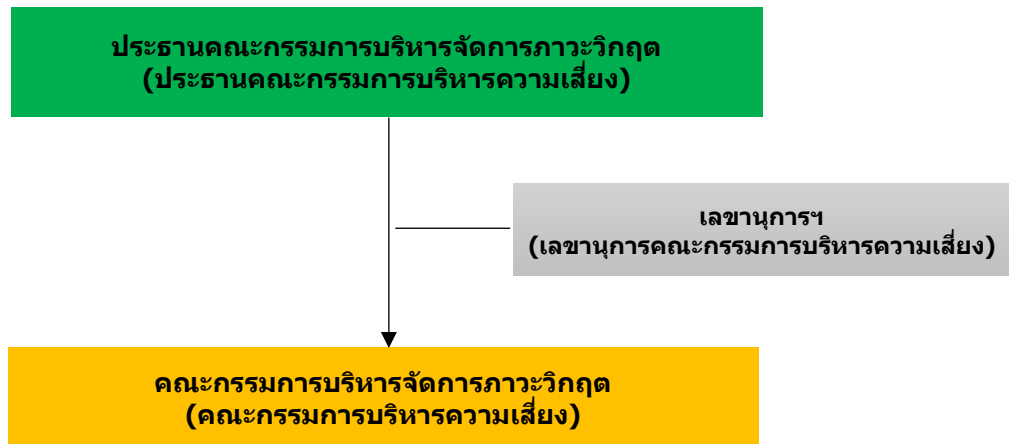 ประธานคณะกรรมการบริหารจัดการภาวะวิกฤต
(ประธานคณะกรรมการบริหารความเสี่ยง)
เลขานุการฯ
(เลขานุการคณะกรรมการบริหารความเสี่ยง)
คณะกรรมการบริหารจัดการภาวะวิกฤต
(คณะกรรมการบริหารความเสี่ยง)